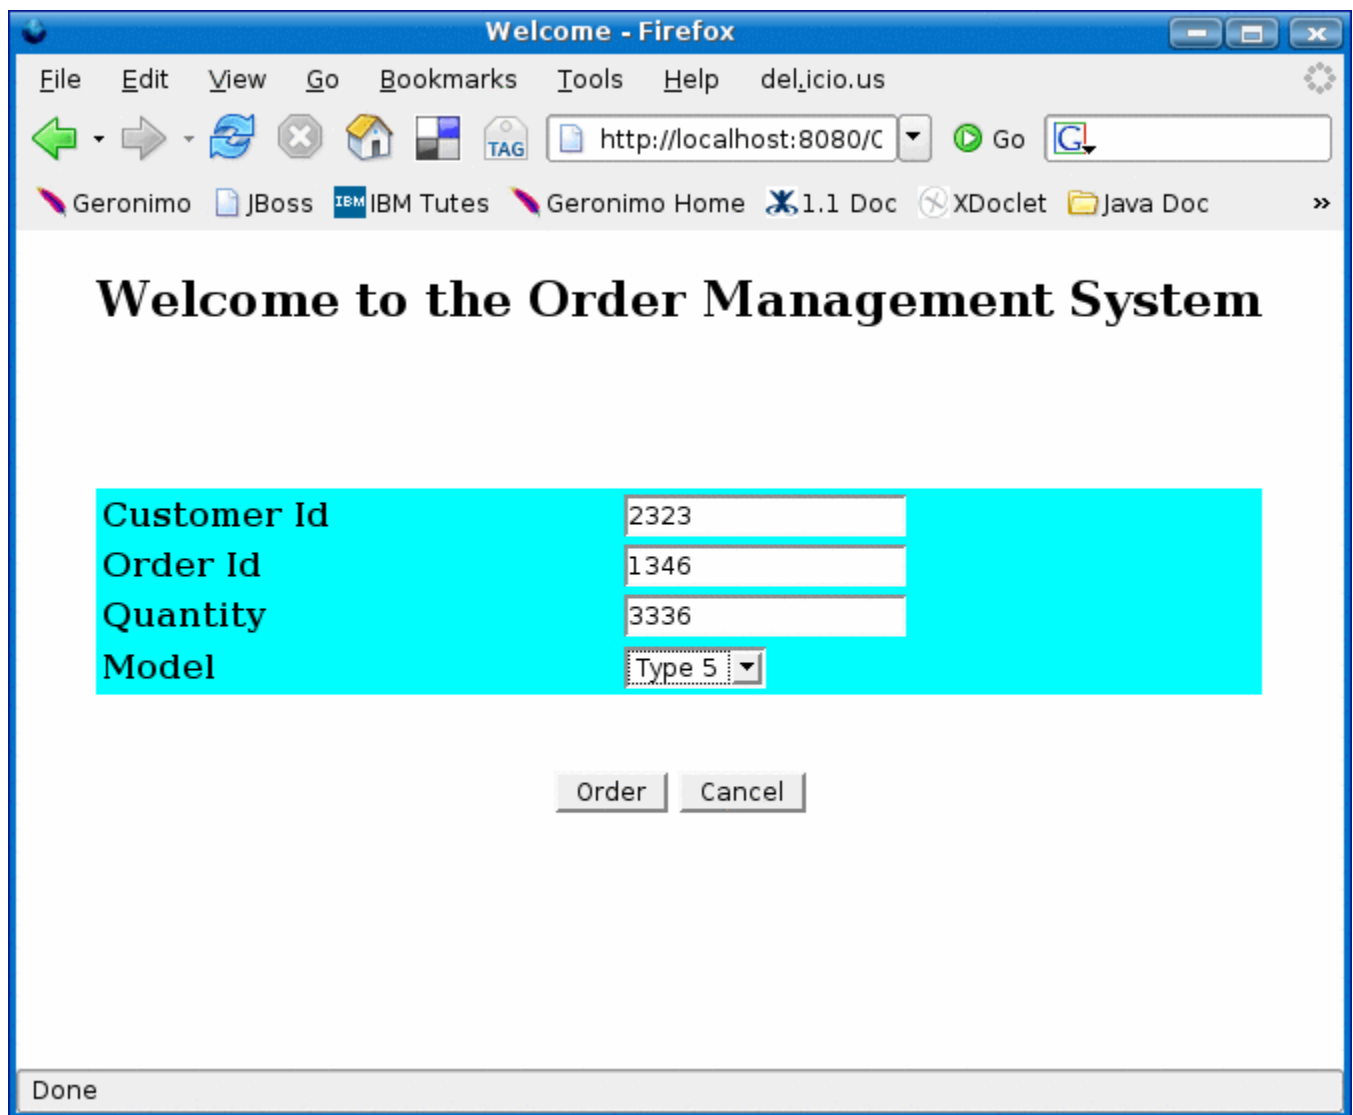 Welcome - Firefox
File Edit View Go Bookmarks Tools Help del.icio.us
TAG http://localhost:8080/C Go G
Geronimo JBoss IBM IBM Tutes Geronimo Home 1.1 Doc XDoclet Java Doc »
Welcome to the Order Management System
Customer Id 2323
Order Id 1346
Quantity 3336
Model Type 5
Order Cancel
Done